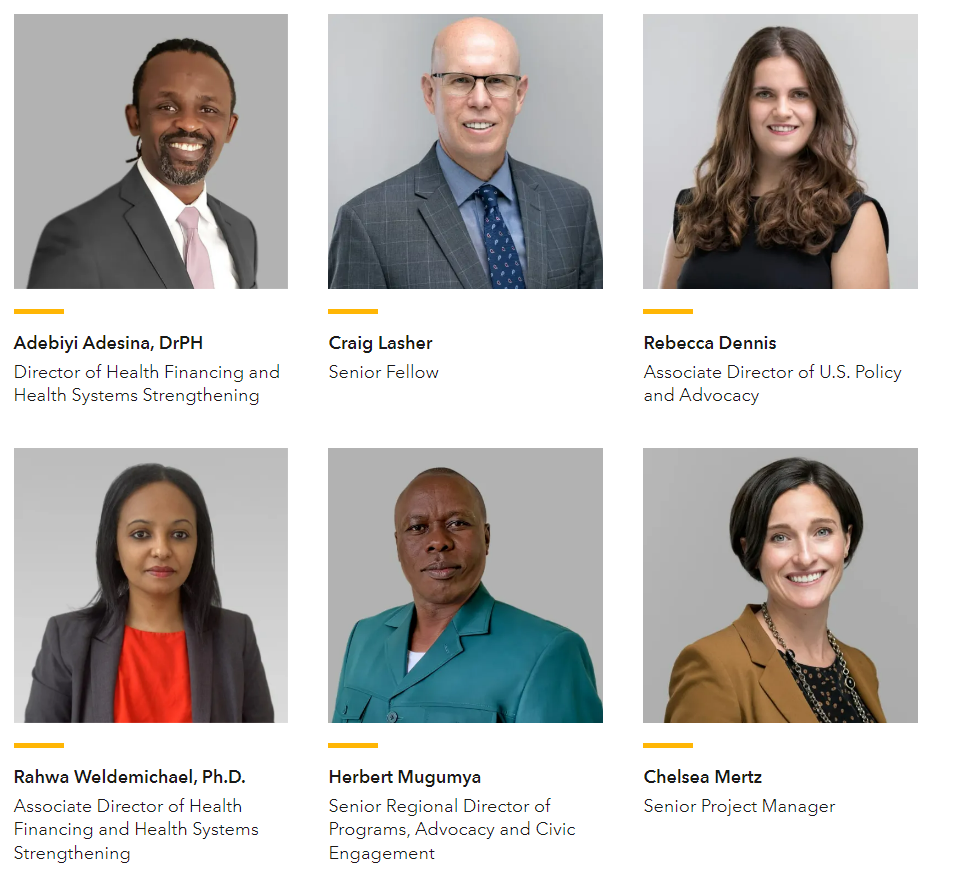 Adebiyi Adesina, DrPH
Director of Health Financing and
Health Systems Strengthening
Craig Lasher
Senior Fellow
Rebecca Dennis
Associate Director of U.S. Policy
and Advocacy
Rahwa Weldemichael, Ph.D.
Associate Director of Health
Financing and Health Systems
Strengthening
Herbert Mugumya
Senior Regional Director of
Programs, Advocacy and Civic
Engagement
Chelsea Mertz
Senior Project Manager